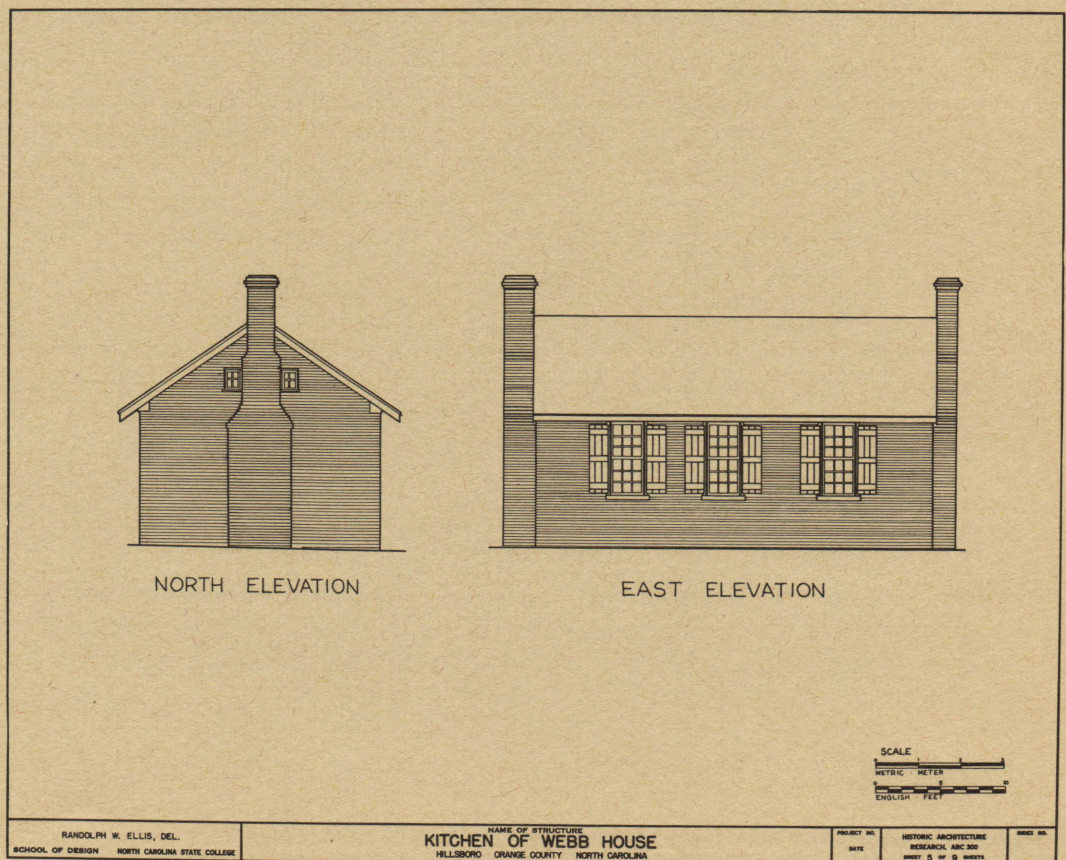 NORTH ELEVATION
EAST ELEVATION
SCALE
METRIC - METER
ENGLISH - FEET
RANDOLPH W. ELLIS, DEL.
SCHOOL OF DESIGN NORTH CAROLINA STATE COLLEGE
NAME OF STRUCTURE
KITCHEN OF WEBB HOUSE
HILLSBORO ORANGE COUNTY NORTH CAROLINA
PROJECT NO.
DATE
HISTORIC ARCHITECTURE
RESEARCH, ARC 300
SHEET 5 OF 9 SHEETS
INDEX NO.